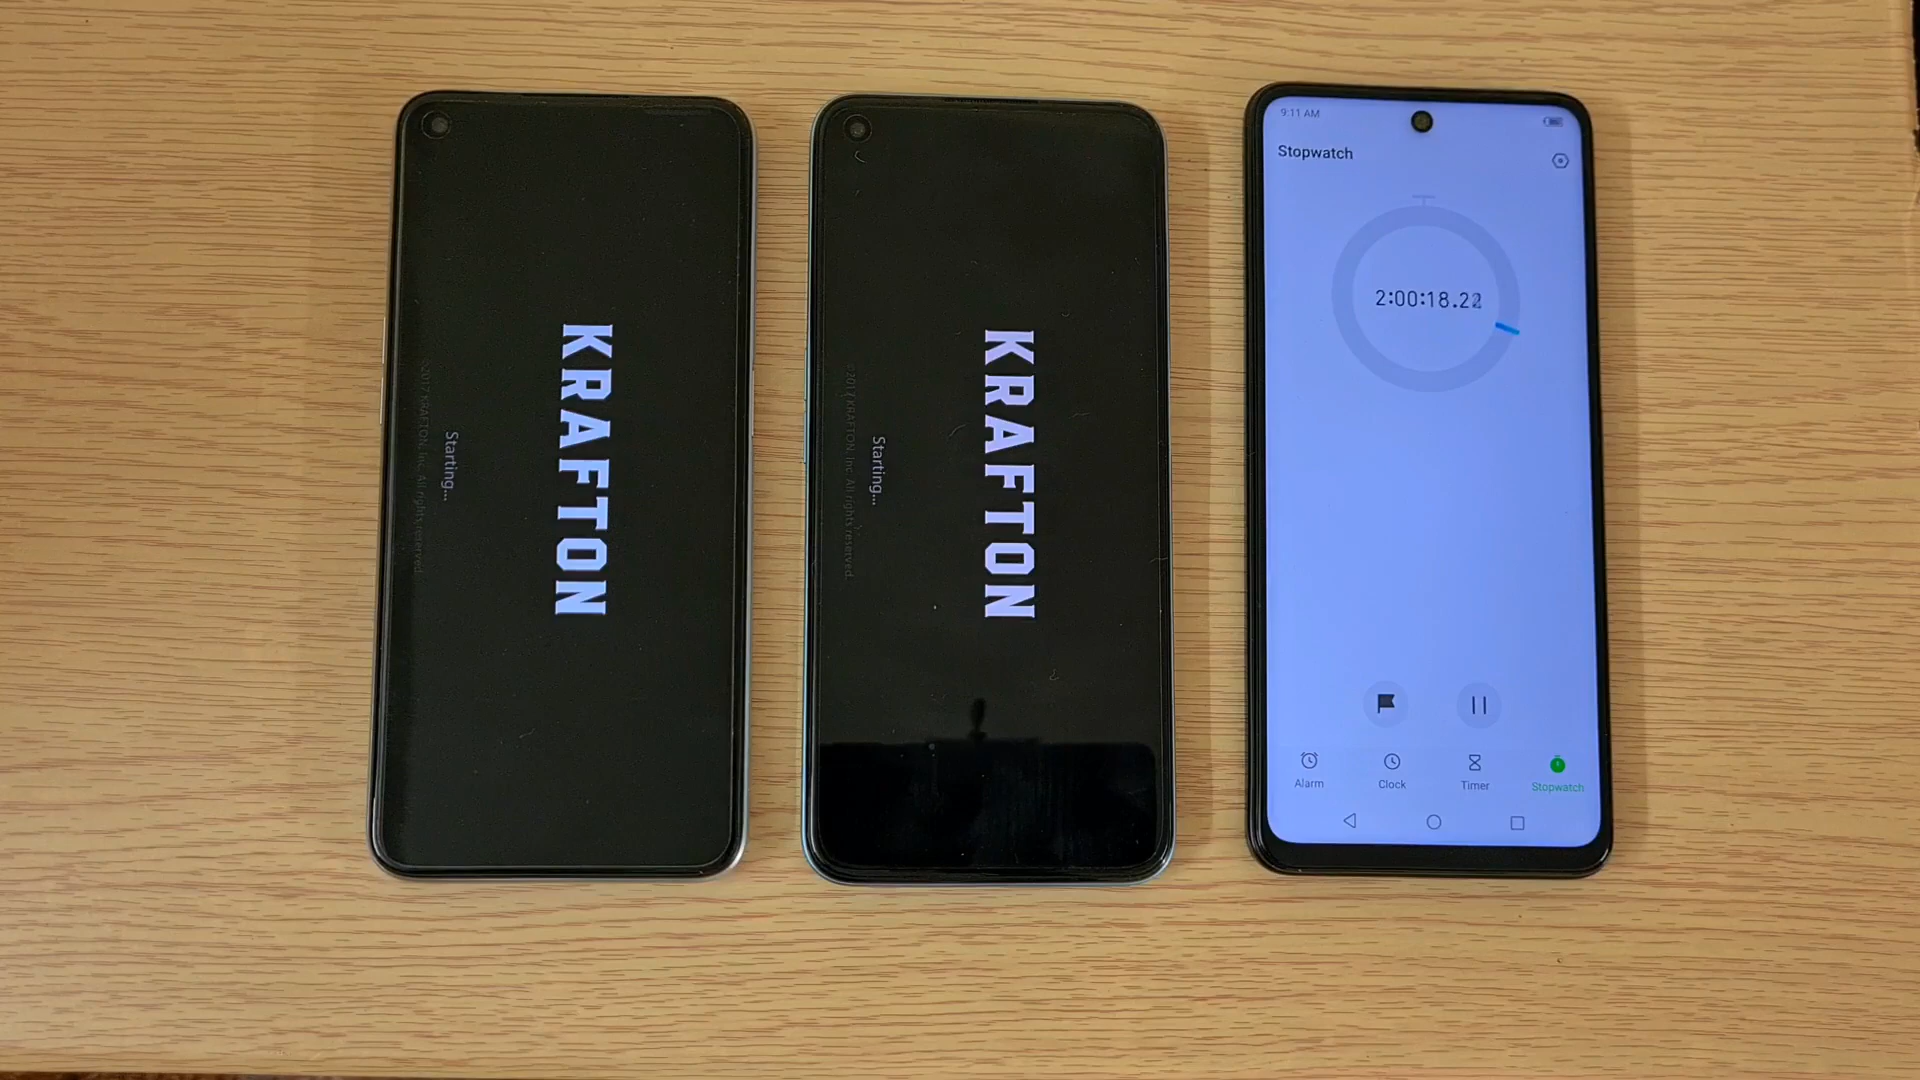 KRAFTON
Starting...
©2017 KRAFTON, Inc. All rights reserved.
KRAFTON
Starting...
©2017 KRAFTON, Inc. All rights reserved.
9:11 AM
Stopwatch
2:00:18.22
Alarm
Clock
Timer
Stopwatch